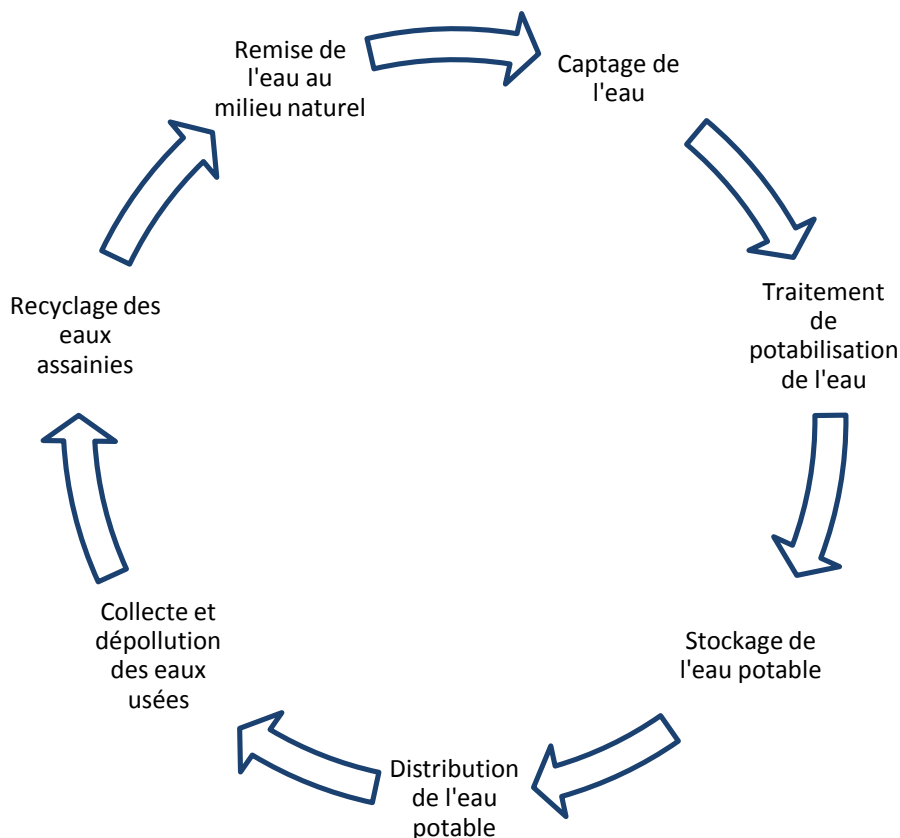 Remise de
l'eau au
milieu naturel
Captage de
l'eau
Traitement
de
potabilisation
de l'eau
Stockage de
l'eau potable
Distribution
de l'eau
potable
Collecte et
dépollution
des eaux
usées
Recyclage des
eaux
assainies